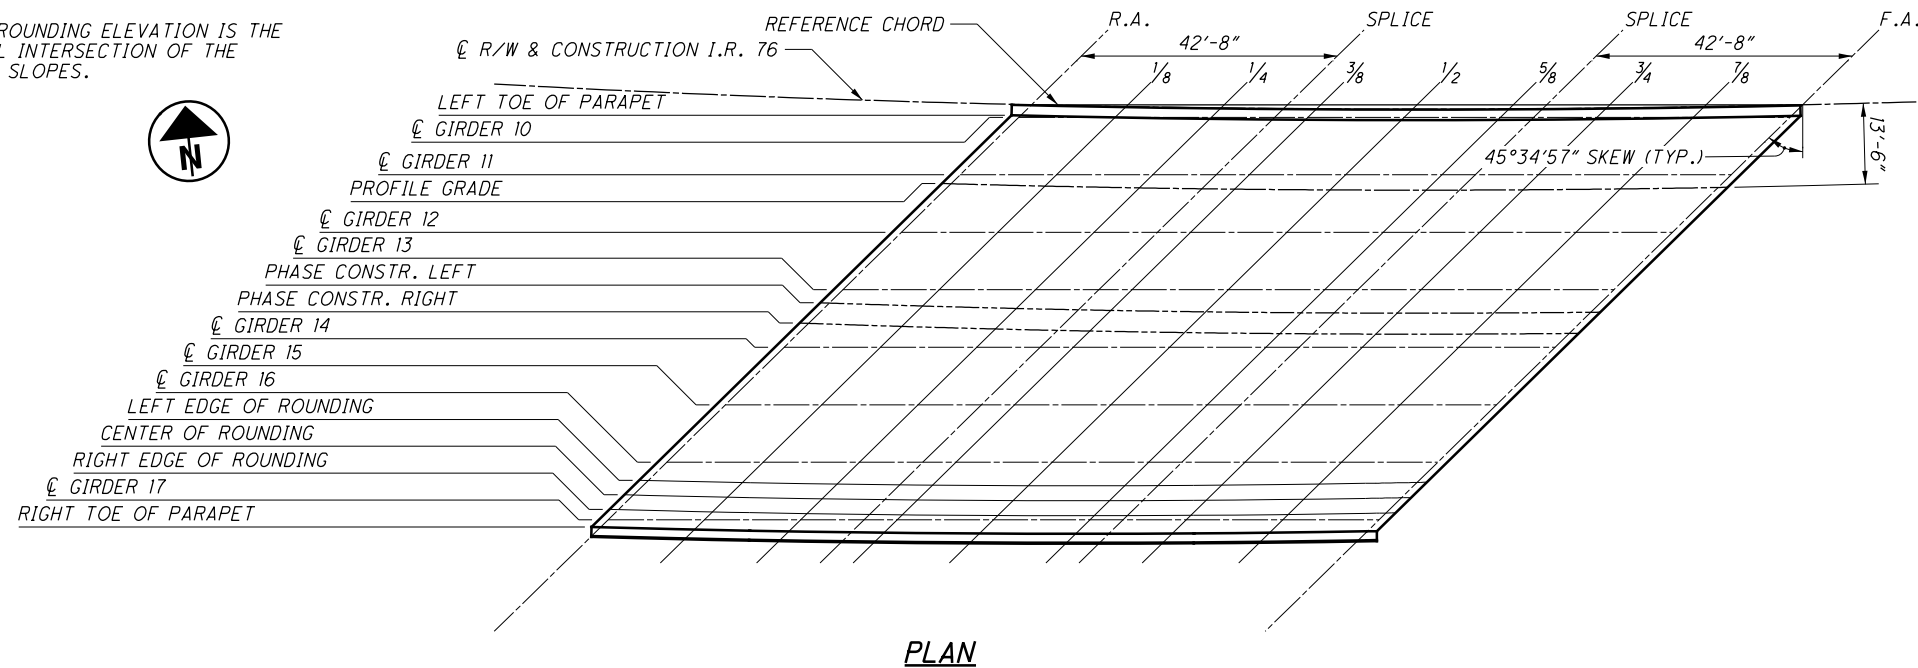 ROUNDING ELEVATION IS THE
INTERSECTION OF THE
SLOPES.
REFERENCE CHORD
℄ R/W & CONSTRUCTION I.R. 76
R.A.
SPLICE
SPLICE
F.A.
42'-8"
42'-8"
1/8
1/4
3/8
1/2
5/8
3/4
7/8
N
13'-6"
45°34'57" SKEW (TYP.)
LEFT TOE OF PARAPET
℄ GIRDER 10
℄ GIRDER 11
PROFILE GRADE
℄ GIRDER 12
℄ GIRDER 13
PHASE CONSTR. LEFT
PHASE CONSTR. RIGHT
℄ GIRDER 14
℄ GIRDER 15
℄ GIRDER 16
LEFT EDGE OF ROUNDING
CENTER OF ROUNDING
RIGHT EDGE OF ROUNDING
℄ GIRDER 17
RIGHT TOE OF PARAPET
PLAN